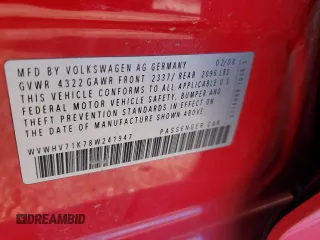 MFD BY VOLKSWAGEN AG GERMANY 02/08
GVWR 4322 GAWR FRONT 2337/ REAR 2096 LBS
THIS VEHICLE CONFORMS TO ALL APPLICABLE U.S.
FEDERAL MOTOR VEHICLE SAFETY, BUMPER AND
THEFT PREVENTION STANDARDS IN EFFECT ON
THE DATE OF MANUFACTURE SHOWN ABOVE
WVWHV71K78W241947 PASSENGER CAR
DREAMBID